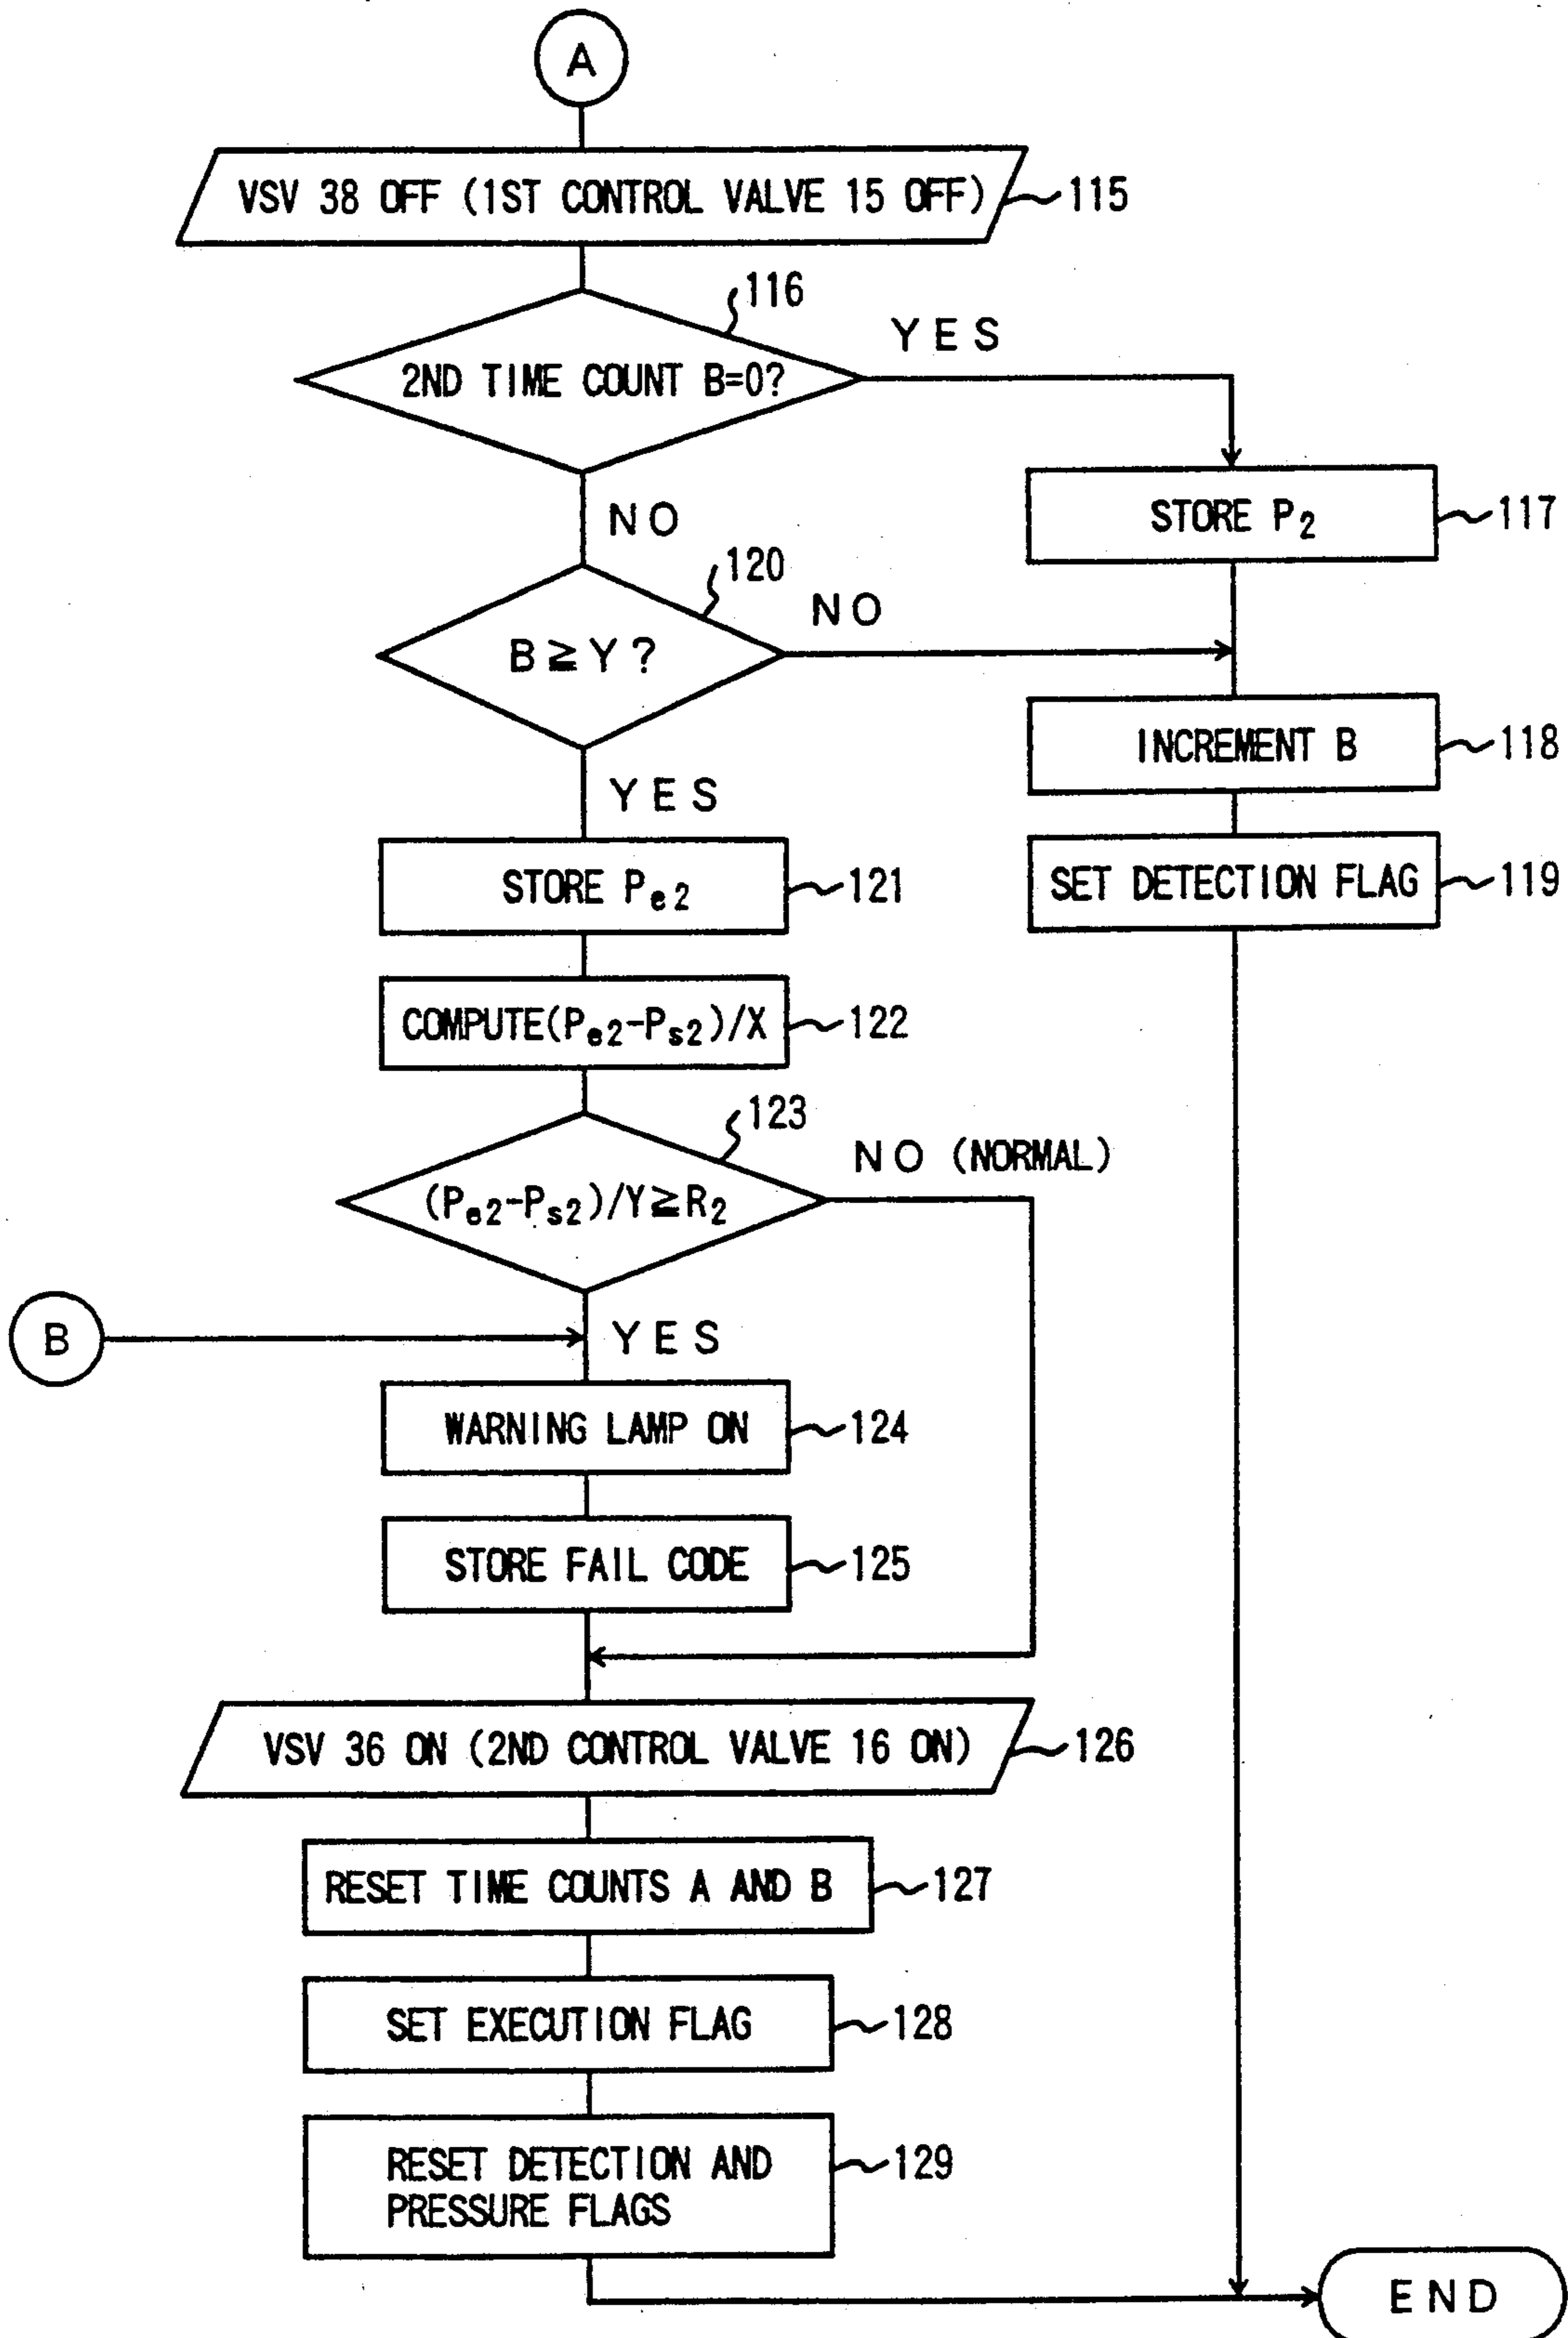 A
VSV 38 OFF (1ST CONTROL VALVE 15 OFF)
115
116
2ND TIME COUNT B=0?
YES
NO
STORE P2
117
120
B≧Y?
NO
YES
INCREMENT B
118
SET DETECTION FLAG
119
STORE Pe2
121
COMPUTE(Pe2-Ps2)/X
122
123
(Pe2-Ps2)/Y≧R2
NO (NORMAL)
B
YES
WARNING LAMP ON
124
STORE FAIL CODE
125
VSV 36 ON (2ND CONTROL VALVE 16 ON)
126
RESET TIME COUNTS A AND B
127
SET EXECUTION FLAG
128
RESET DETECTION AND
PRESSURE FLAGS
129
END